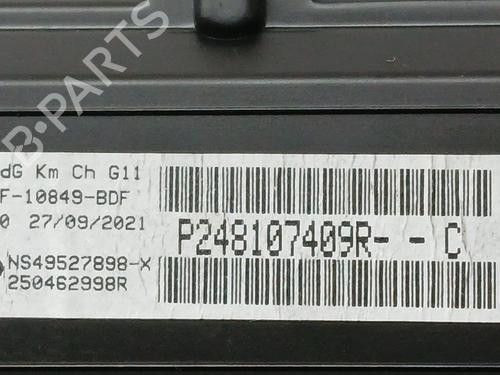 B-PARTS
dG Km Ch G11
F-10849-BDF
0 27/09/2021
P248107409R- - C
NS49527898-X
250462998R